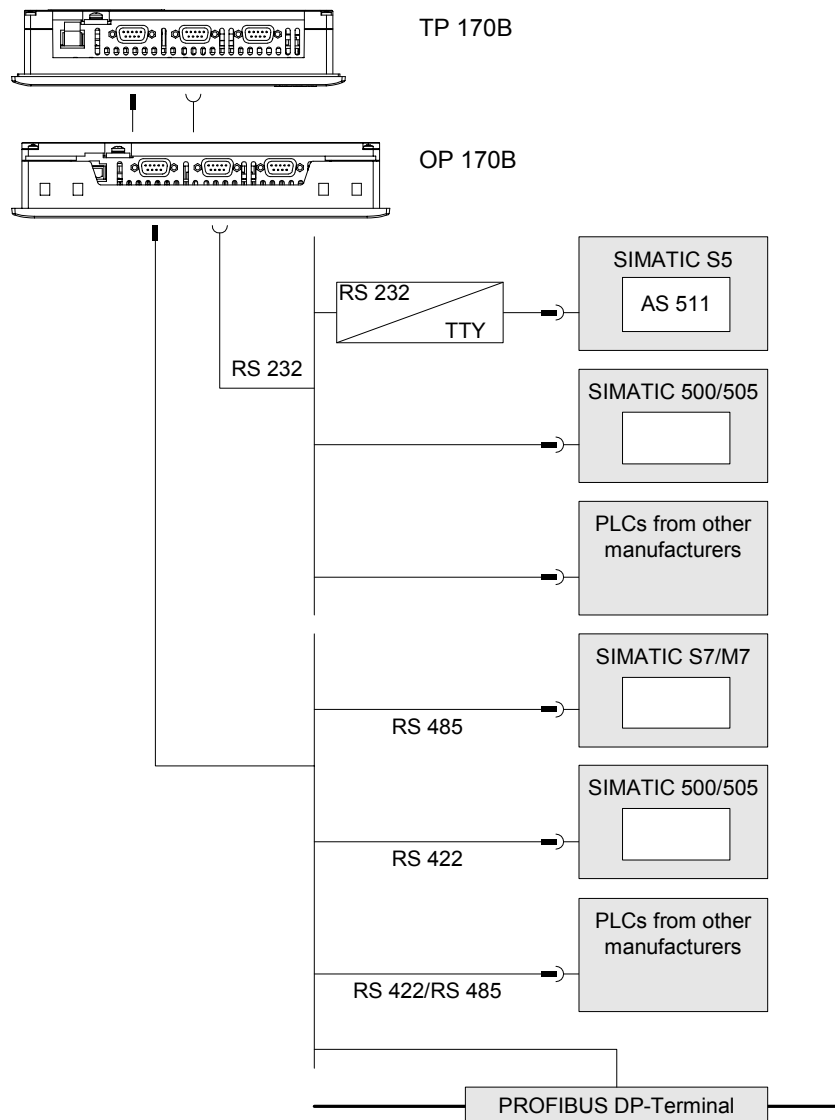 TP 170B
OP 170B
SIMATIC S5
AS 511
RS 232
TTY
RS 232
SIMATIC 500/505
PLCs from other
manufacturers
SIMATIC S7/M7
RS 485
SIMATIC 500/505
RS 422
PLCs from other
manufacturers
RS 422/RS 485
PROFIBUS DP-Terminal